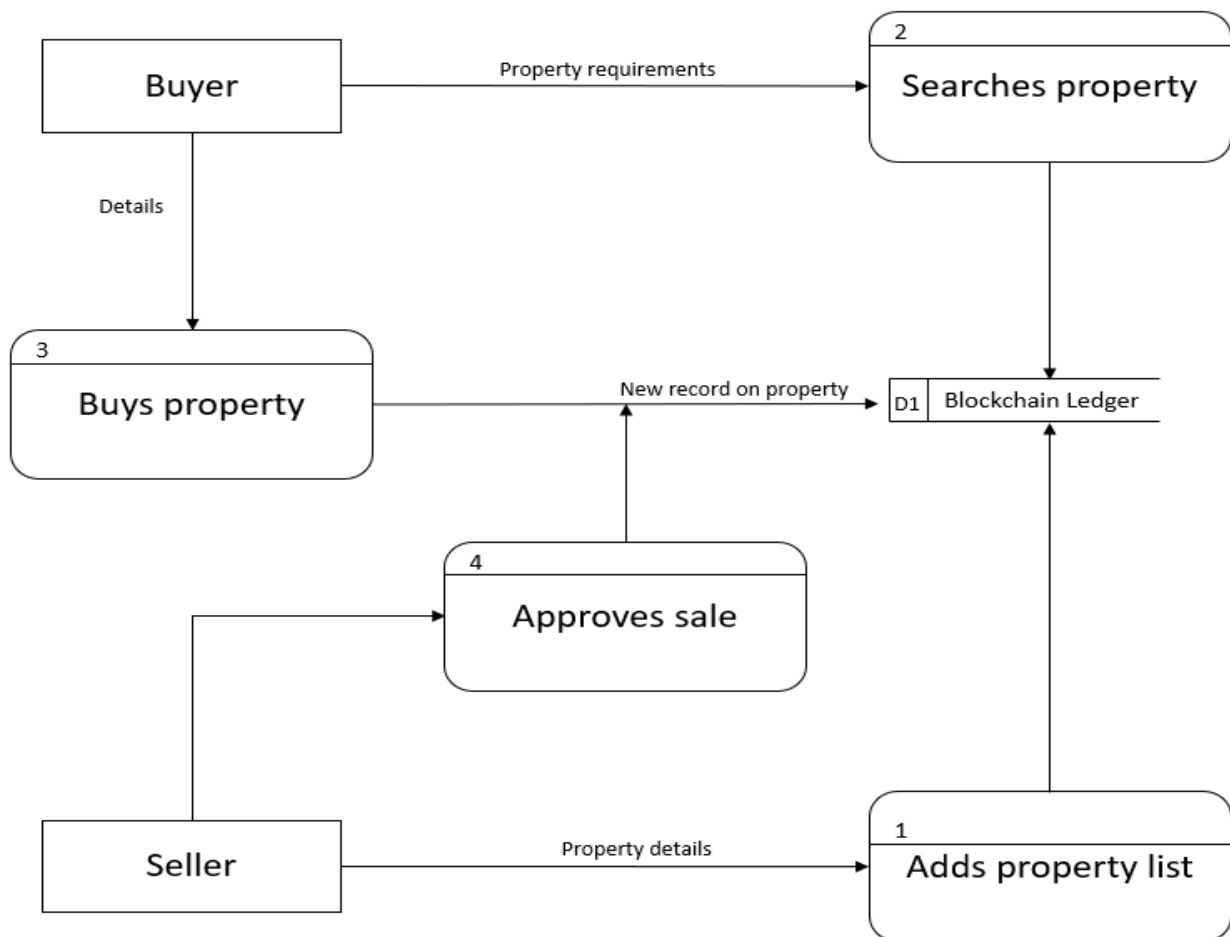 2
Buyer
Property requirements
Searches property
Details
3
Buys property
New record on property
D1
Blockchain Ledger
4
Approves sale
1
Seller
Property details
Adds property list